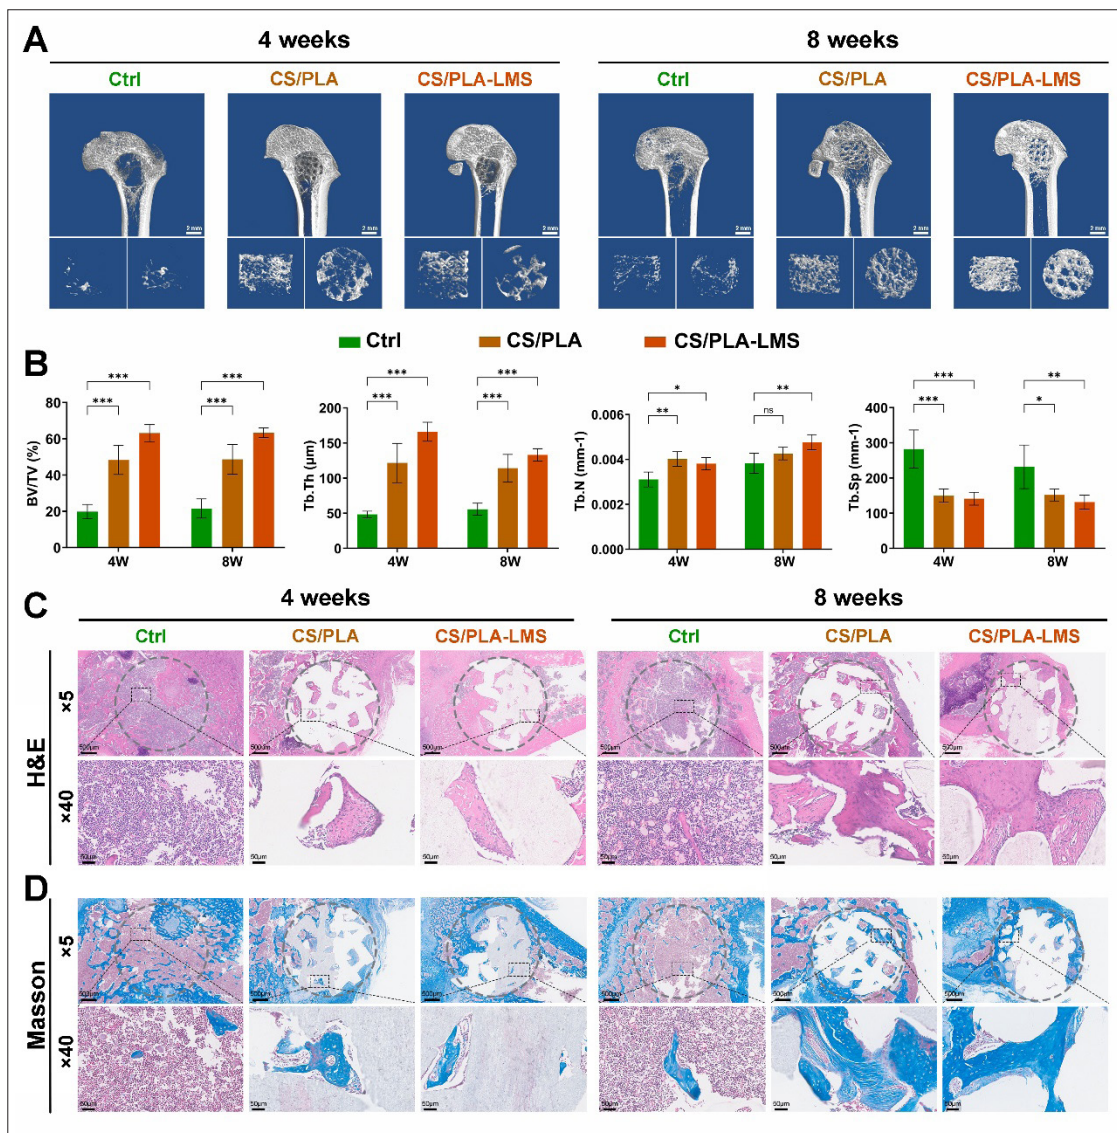 A
4 weeks
8 weeks
Ctrl
CS/PLA
CS/PLA-LMS
Ctrl
CS/PLA
CS/PLA-LMS
2 mm
2 mm
2 mm
2 mm
2 mm
2 mm
Ctrl
CS/PLA
CS/PLA-LMS
B
BV/TV (%)
80
60
40
20
0
***
***
***
***
4W
8W
Tb.Th (μm)
200
150
100
50
0
***
***
***
***
4W
8W
Tb.N (mm-1)
0.006
0.004
0.002
0.000
*
**
**
ns
4W
8W
Tb.Sp (mm-1)
400
300
200
100
0
***
***
**
*
4W
8W
C
4 weeks
8 weeks
Ctrl
CS/PLA
CS/PLA-LMS
Ctrl
CS/PLA
CS/PLA-LMS
H&E
×5
500μm
500μm
500μm
500μm
500μm
500μm
×40
50μm
50μm
50μm
50μm
50μm
50μm
D
Masson
×5
500μm
500μm
500μm
500μm
500μm
500μm
×40
50μm
50μm
50μm
50μm
50μm
50μm